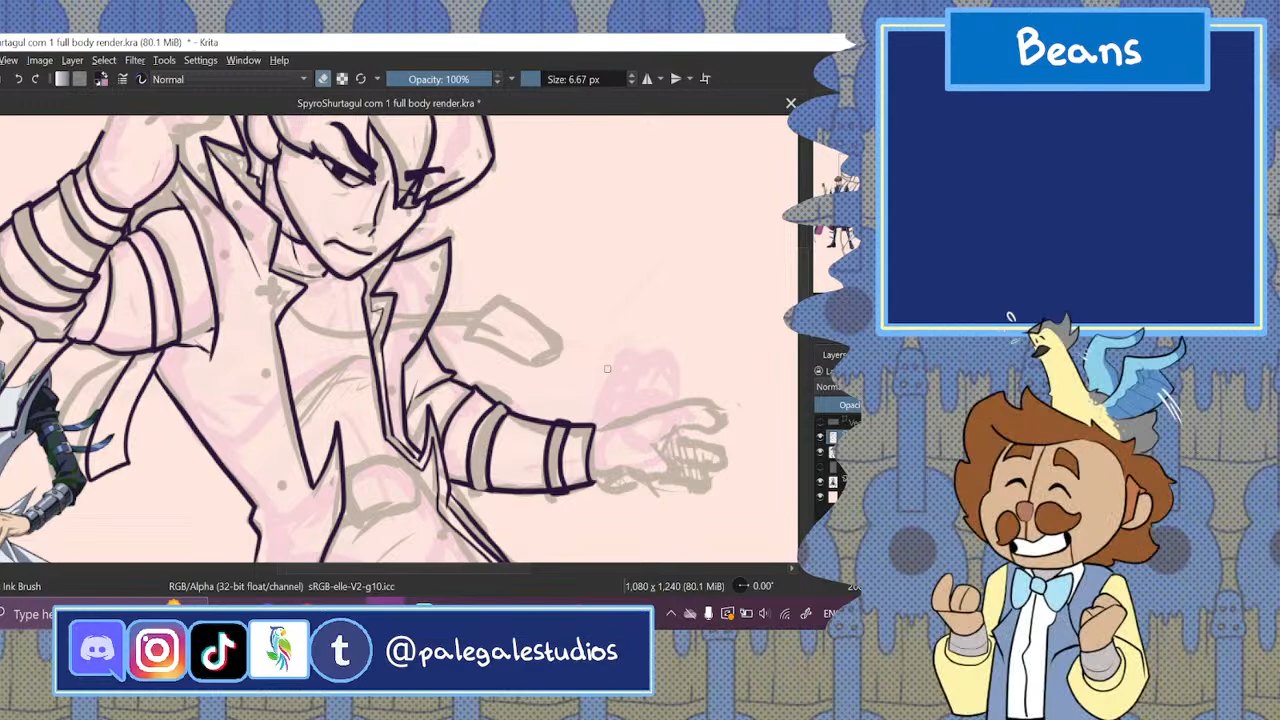 Beans
rtagul com 1 full body render.kra (80.1 MiB) * - Krita
View Image Layer Select Filter Tools Settings Window Help
Normal
Opacity: 100%
Size: 6.67 px
SpyroShurtagul com 1 full body render.kra *
Layers
Norm
Opaci
Ink Brush
RGB/Alpha (32-bit float/channel) sRGB-elle-V2-g10.icc
1,080 x 1,240 (80.1 MiB)
0.00°
Type he
@palegalestudios